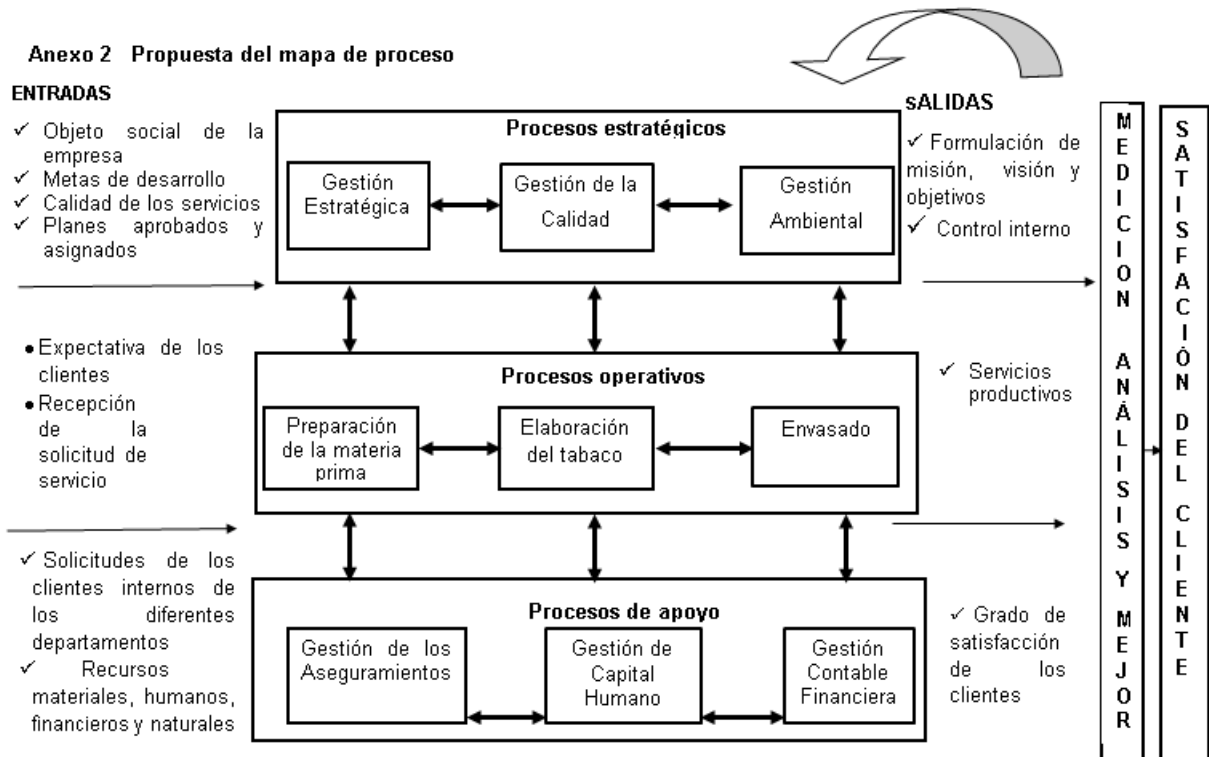 Anexo 2 Propuesta del mapa de proceso
ENTRADAS
✓ Objeto social de la
empresa
✓ Metas de desarrollo
✓ Calidad de los servicios
✓ Planes aprobados y
asignados
Procesos estratégicos
Gestión
Estratégica
Gestión de la
Calidad
Gestión
Ambiental
sALIDAS
✓ Formulación de
misión, visión y
objetivos
✓ Control interno
● Expectativa de los
clientes
● Recepción
de la
solicitud de
servicio
Procesos operativos
Preparación
de la materia
prima
Elaboración
del tabaco
Envasado
✓ Servicios
productivos
✓ Solicitudes de los
clientes internos de
los diferentes
departamentos
✓ Recursos
materiales, humanos,
financieros y naturales
Procesos de apoyo
Gestión de los
Aseguramientos
Gestión de
Capital
Humano
Gestión
Contable
Financiera
✓ Grado de
satisfacción
de los
clientes
MEDICION ANÁLISIS Y MEJOR
SATISFACIÓN DEL CLIENTE